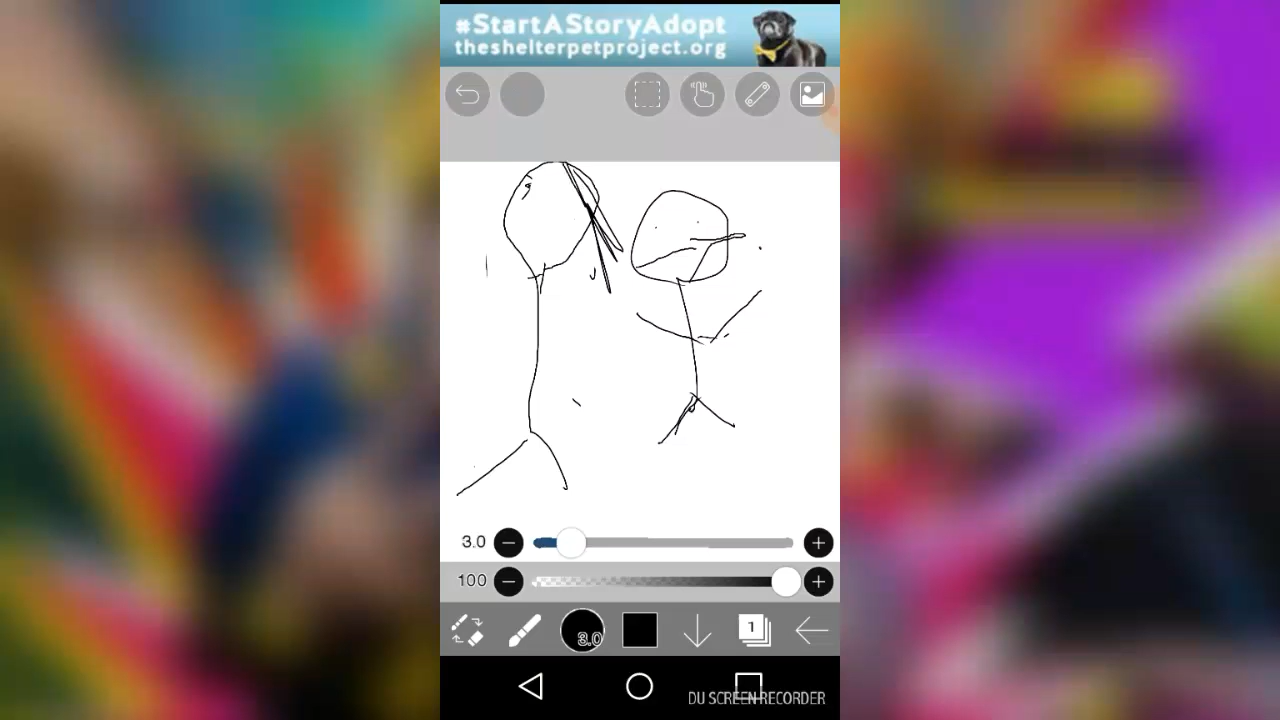 #StartAStoryAdopt
theshelterpetproject.org
3.0
100
3.0
1
DU SCREEN RECORDER